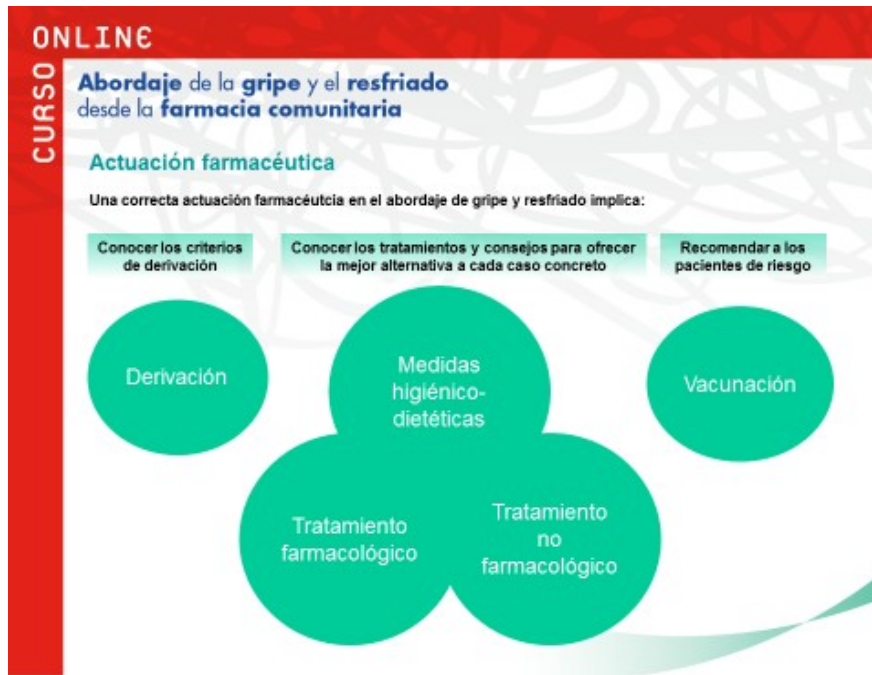 CURSO
ONLINE
Abordaje de la gripe y el resfriado
desde la farmacia comunitaria
Actuación farmacéutica
Una correcta actuación farmacéutcia en el abordaje de gripe y resfriado implica:
Conocer los criterios
de derivación
Conocer los tratamientos y consejos para ofrecer
la mejor alternativa a cada caso concreto
Recomendar a los
pacientes de riesgo
Derivación
Medidas
higiénico-
dietéticas
Vacunación
Tratamiento
farmacológico
Tratamiento
no
farmacológico